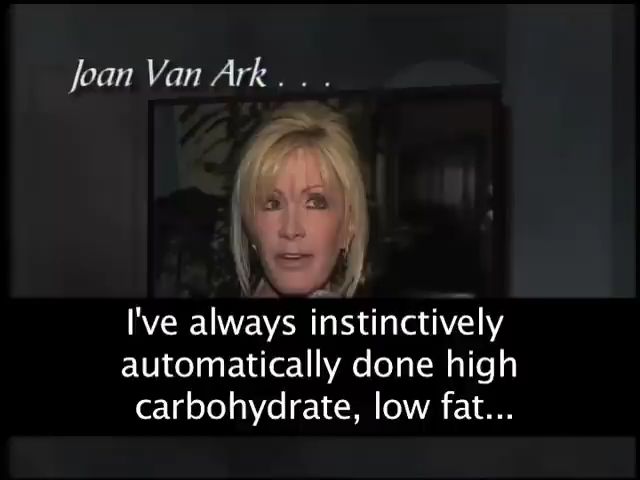 Joan Van Ark . . .
I've always instinctively
automatically done high
carbohydrate, low fat...